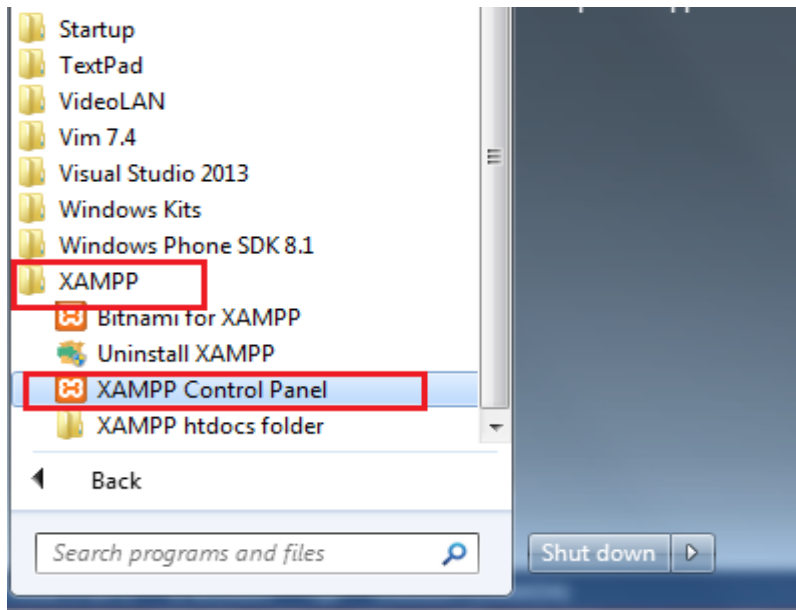 Startup
TextPad
VideoLAN
Vim 7.4
Visual Studio 2013
Windows Kits
Windows Phone SDK 8.1
XAMPP
Bitnami for XAMPP
Uninstall XAMPP
XAMPP Control Panel
XAMPP htdocs folder
Back
Search programs and files
Shut down